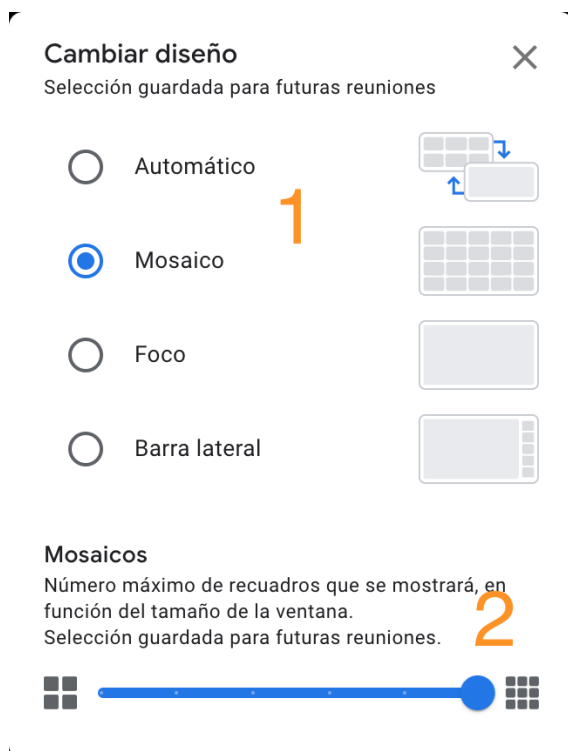 Cambiar diseño
Selección guardada para futuras reuniones
Automático
1
Mosaico
Foco
Barra lateral
Mosaicos
Número máximo de recuadros que se mostrará, en
función del tamaño de la ventana.
2
Selección guardada para futuras reuniones.